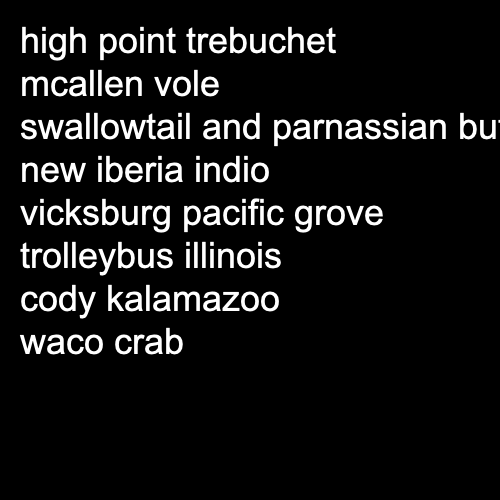 high point trebuchet
mcallen vole
swallowtail and parnassian
new iberia indio
vicksburg pacific grove
trolleybus illinois
cody kalamazoo
waco crab